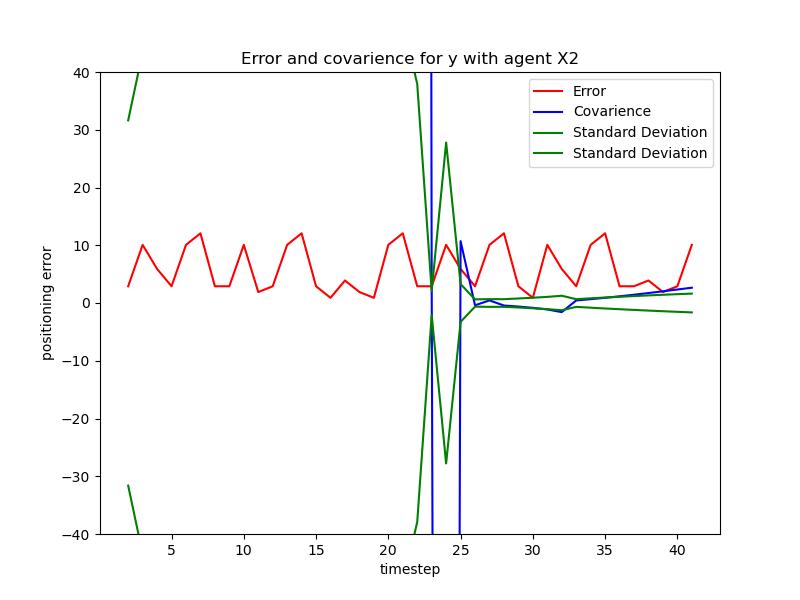 Error and covarience for y with agent X2
Error
Covarience
Standard Deviation
Standard Deviation
positioning error
40
30
20
10
0
−10
−20
−30
−40
5 10 15 20 25 30 35 40
timestep